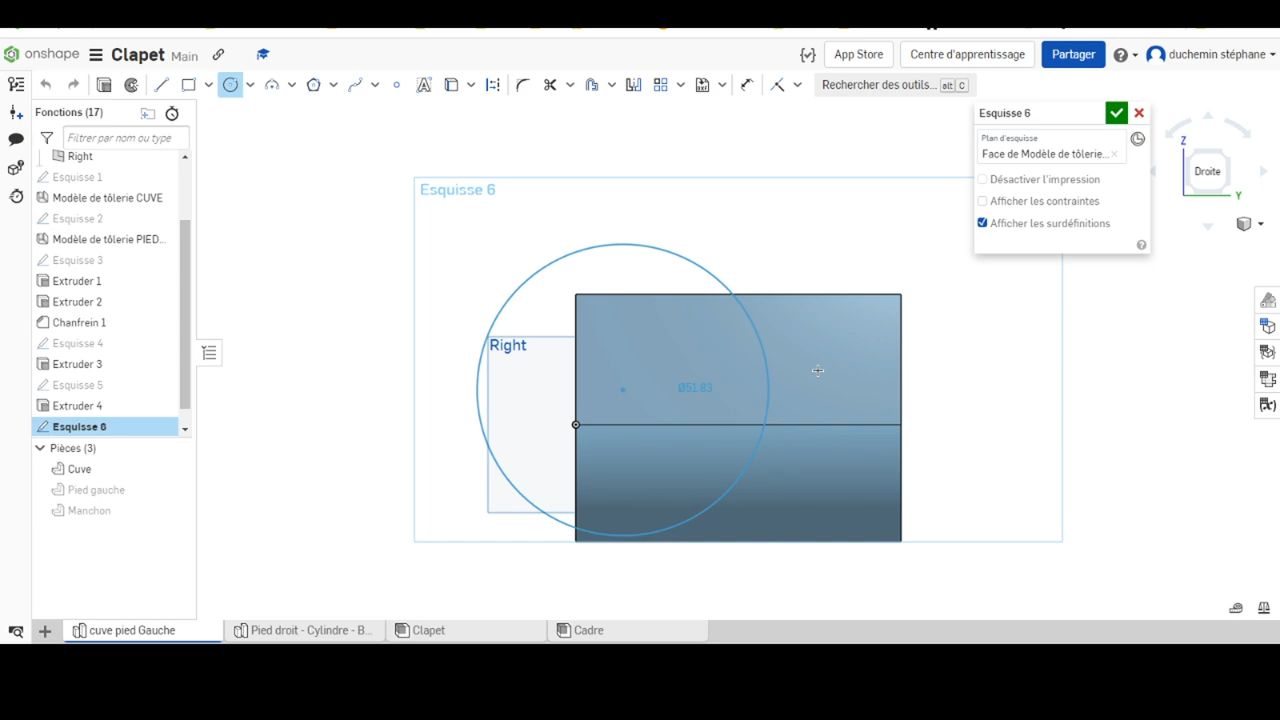 onshape
Clapet Main
App Store
Centre d'apprentissage
Partager
duchemin stéphane
Rechercher des outils... alt C
Fonctions (17)
Filtrer par nom ou type
Right
Esquisse 1
Modèle de tôlerie CUVE
Esquisse 2
Modèle de tôlerie PIED...
Esquisse 3
Extruder 1
Extruder 2
Chanfrein 1
Esquisse 4
Extruder 3
Esquisse 5
Extruder 4
Esquisse 6
Pièces (3)
Cuve
Pied gauche
Manchon
Esquisse 6
Right
Ø51.83
Esquisse 6
Plan d'esquisse
Face de Modèle de tôlerie...
Désactiver l'impression
Afficher les contraintes
Afficher les surdéfinitions
Z
Droite
Y
cuve pied Gauche
Pied droit - Cylindre - B...
Clapet
Cadre